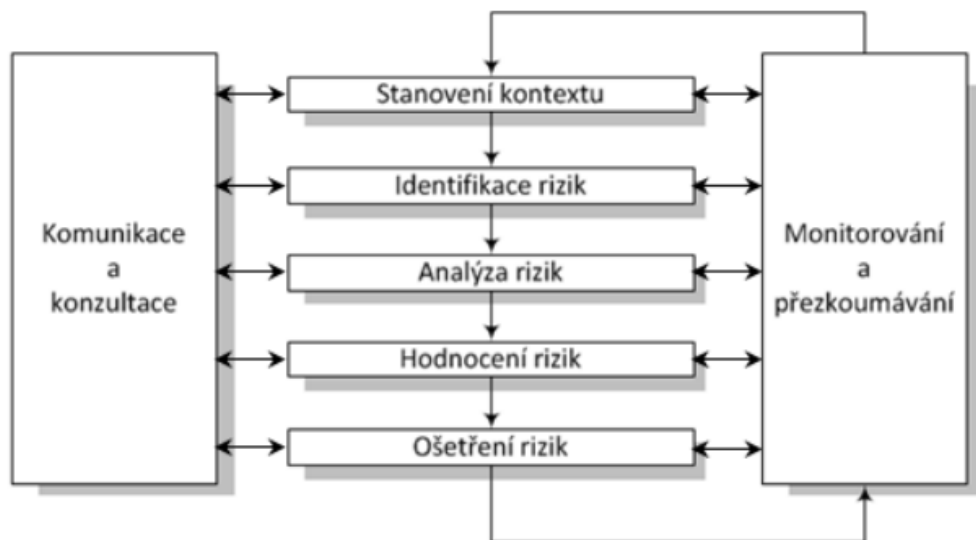 Komunikace
a
konzultace
Stanovení kontextu
Identifikace rizik
Analýza rizik
Hodnocení rizik
Ošetření rizik
Monitorování
a
přezkoumávání